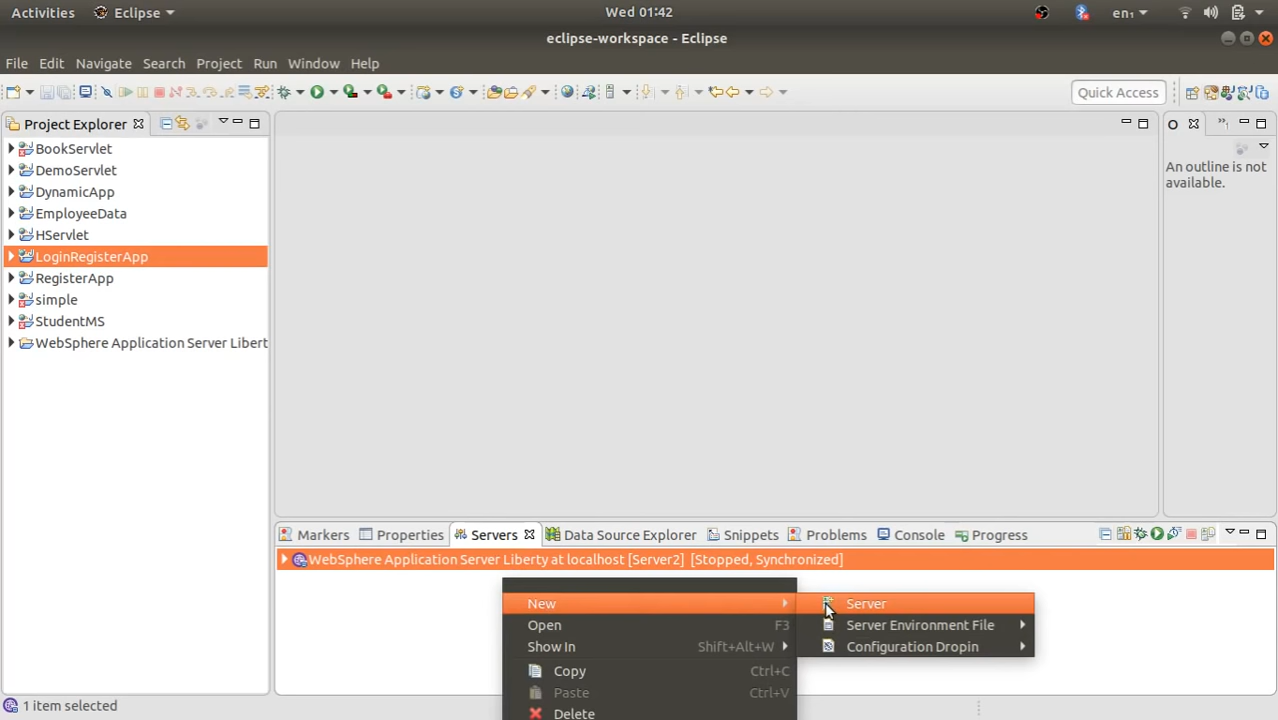 Activities Eclipse Wed 01:42 en1
eclipse-workspace - Eclipse
File Edit Navigate Search Project Run Window Help
Quick Access
Project Explorer
BookServlet
DemoServlet
DynamicApp
EmployeeData
HServlet
LoginRegisterApp
RegisterApp
simple
StudentMS
WebSphere Application Server Libert
O
An outline is not
available.
Markers Properties Servers Data Source Explorer Snippets Problems Console Progress
WebSphere Application Server Liberty at localhost [Server2] [Stopped, Synchronized]
New
Open F3
Show In Shift+Alt+W
Copy Ctrl+C
Paste Ctrl+V
Delete
Server
Server Environment File
Configuration Dropin
1 item selected